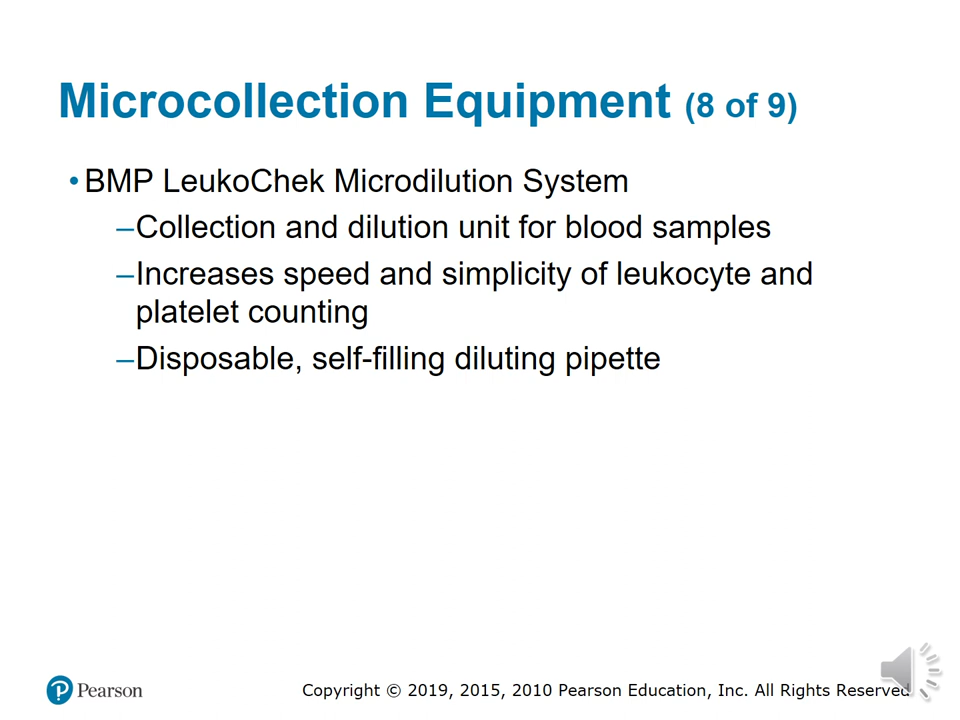 Microcollection Equipment (8 of 9)
• BMP LeukoChek Microdilution System
–Collection and dilution unit for blood samples
–Increases speed and simplicity of leukocyte and
platelet counting
–Disposable, self-filling diluting pipette
Pearson
Copyright © 2019, 2015, 2010 Pearson Education, Inc. All Rights Reserved